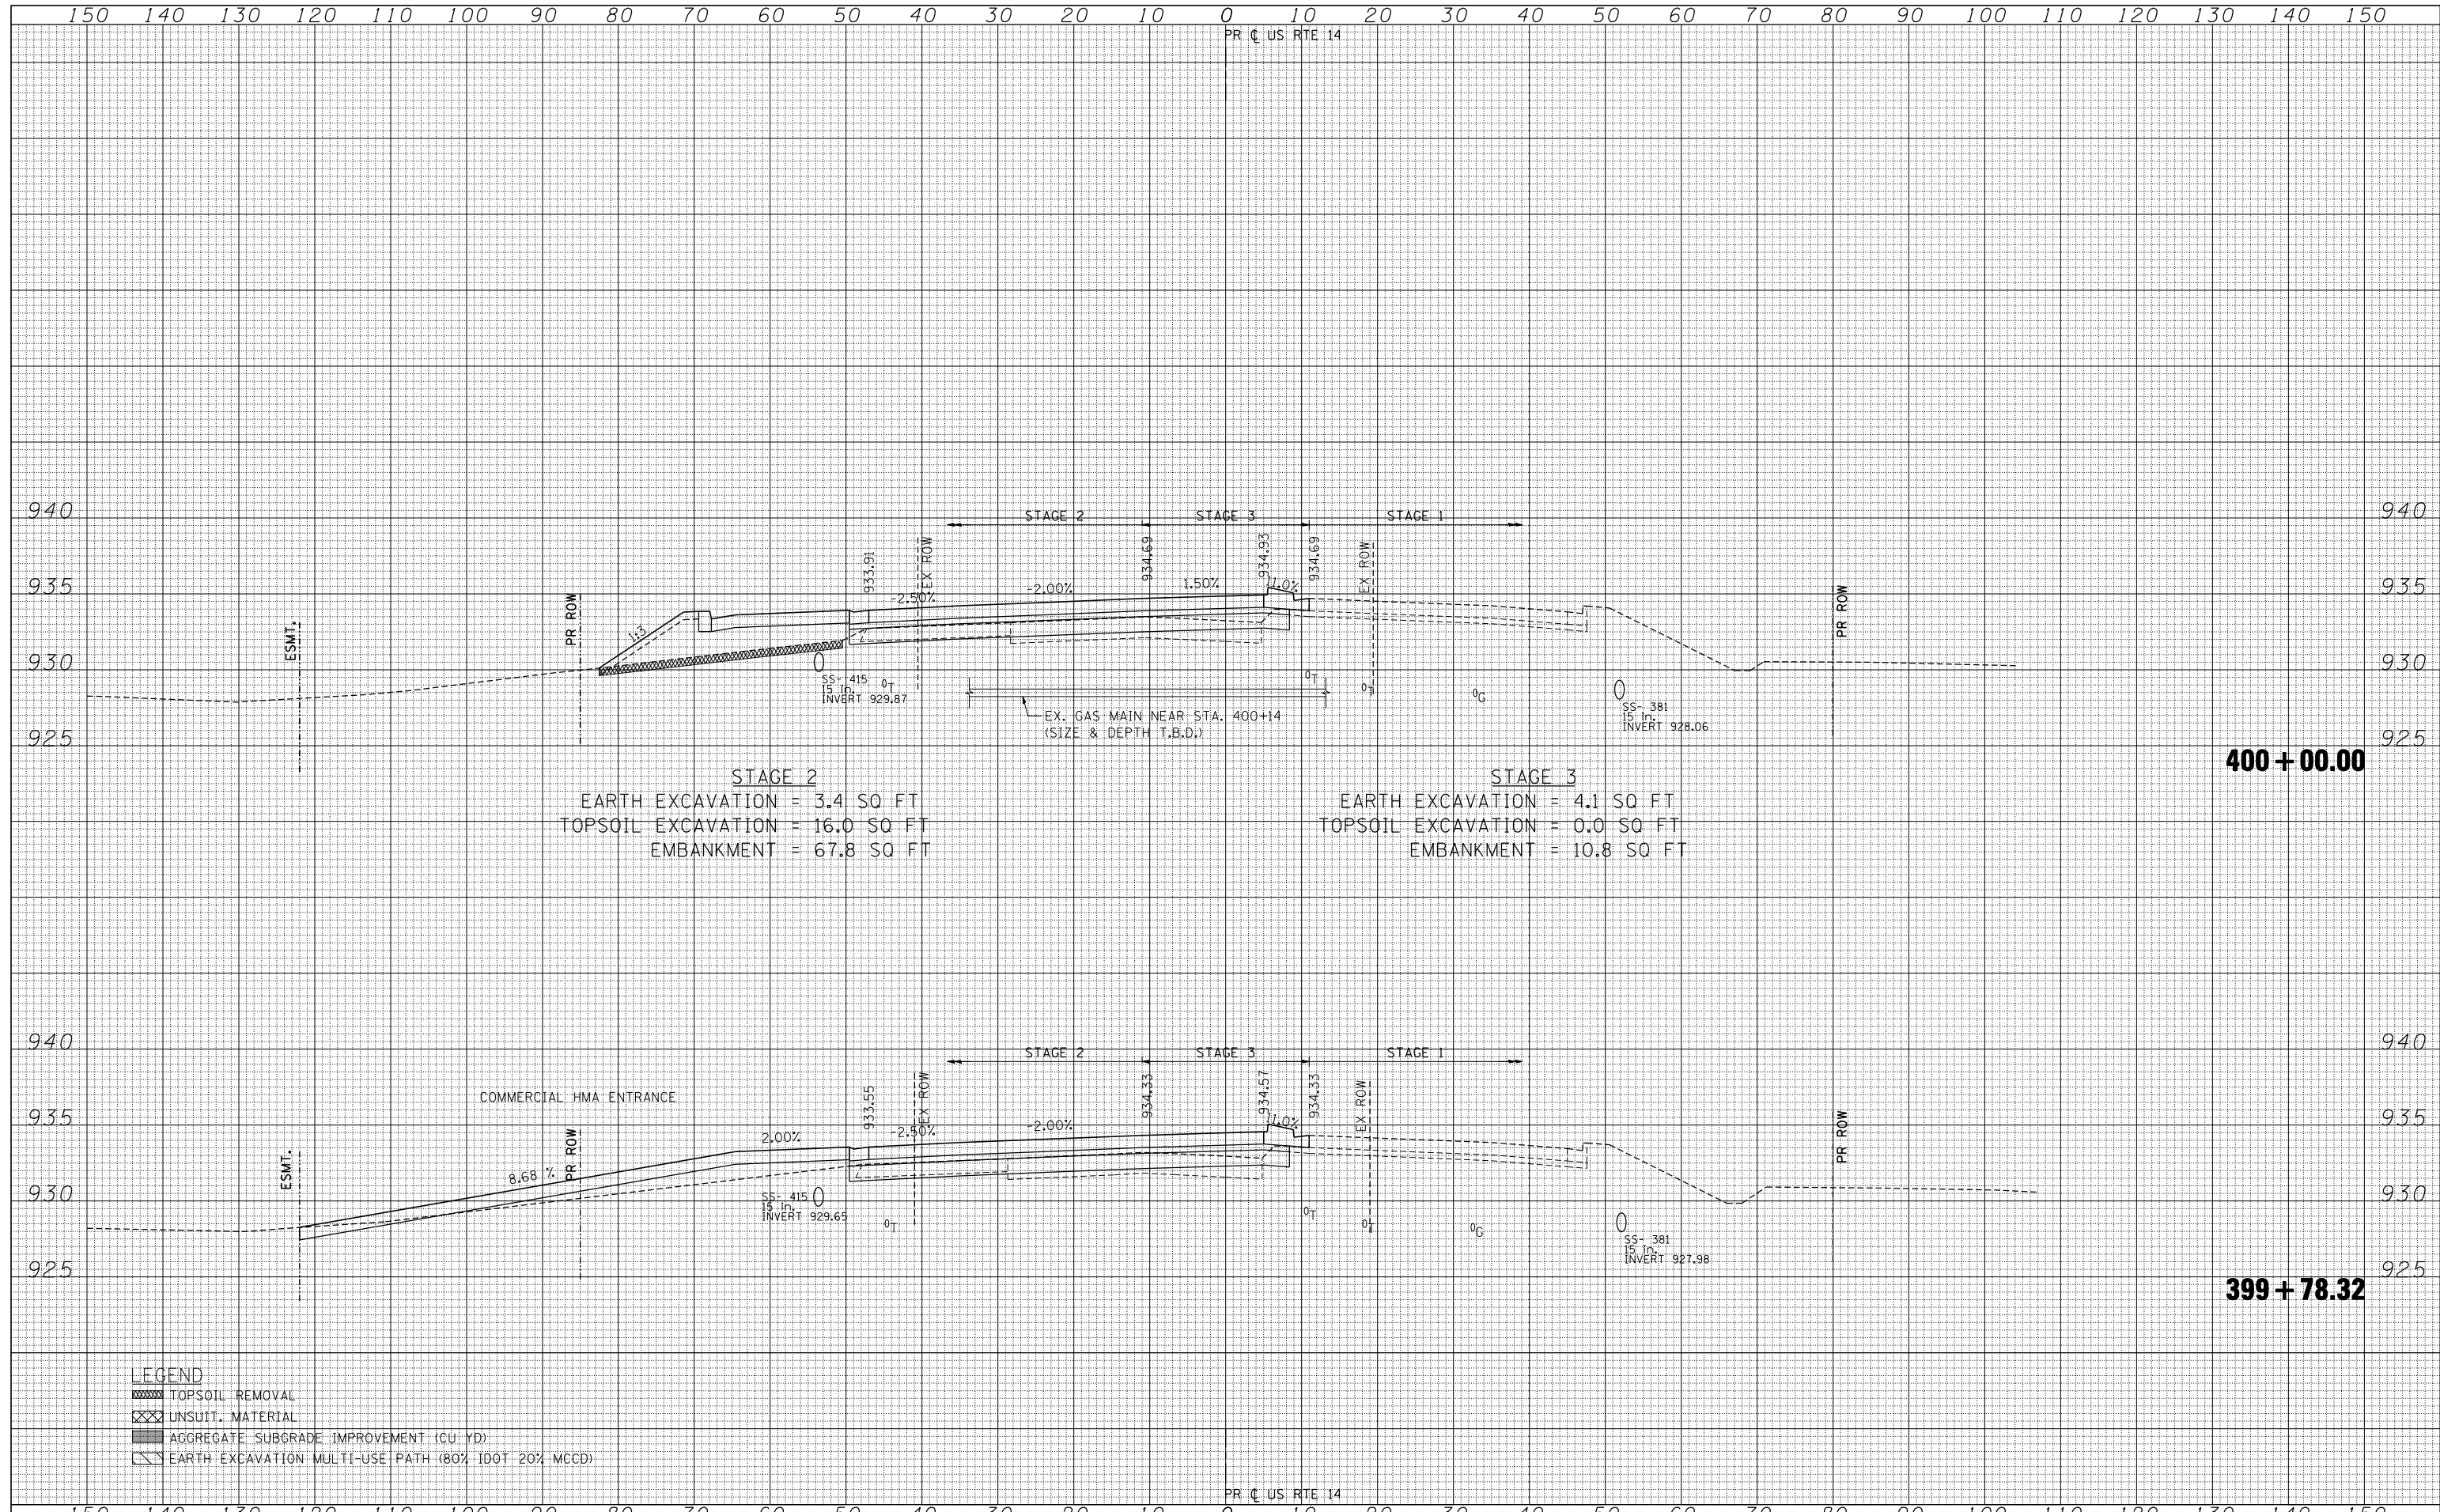 150 140 130 120 110 100 90 80 70 60 50 40 30 20 10 0 10 20 30 40 50 60 70 80 90 100 110 120 130 140 150
PR ℄ US RTE 14
940 940
STAGE 2 STAGE 3 STAGE 1
933.91 EX ROW 934.69 934.93 934.69 EX ROW
935 -2.50% -2.00% 1.50% 11.0% 935
ESMT. PR ROW 1:3 PR ROW
930 930
SS- 415
15 In.
INVERT 929.87
0T 0T 0T 0G
SS- 381
15 In.
INVERT 928.06
EX. GAS MAIN NEAR STA. 400+14
(SIZE & DEPTH T.B.D.)
925 925
400+00.00
STAGE 2
EARTH EXCAVATION = 3.4 SQ FT
TOPSOIL EXCAVATION = 16.0 SQ FT
EMBANKMENT = 67.8 SQ FT
STAGE 3
EARTH EXCAVATION = 4.1 SQ FT
TOPSOIL EXCAVATION = 0.0 SQ FT
EMBANKMENT = 10.8 SQ FT
940 940
STAGE 2 STAGE 3 STAGE 1
COMMERCIAL HMA ENTRANCE
933.55 EX ROW 934.33 934.57 934.33 EX ROW
935 2.00% -2.50% -2.00% 11.0% 935
ESMT. 8.68 % PR ROW PR ROW
930 930
SS- 415
15 In.
INVERT 929.65
0T 0T 0T 0G
SS- 381
15 In.
INVERT 927.98
925 925
399+78.32
LEGEND
TOPSOIL REMOVAL
UNSUIT. MATERIAL
AGGREGATE SUBGRADE IMPROVEMENT (CU YD)
EARTH EXCAVATION MULTI-USE PATH (80% IDOT 20% MCCD)
PR ℄ US RTE 14
150 140 130 120 110 100 90 80 70 60 50 40 30 20 10 0 10 20 30 40 50 60 70 80 90 100 110 120 130 140 150